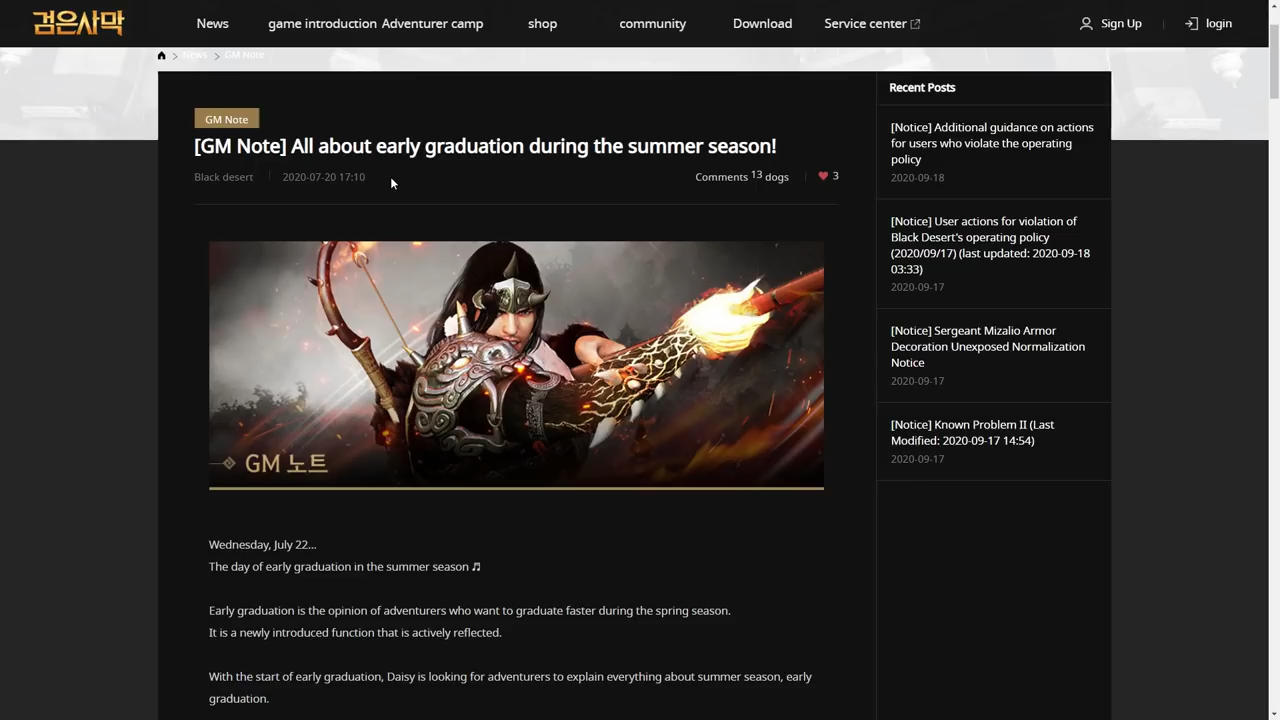 검은사막
News
game introduction
Adventurer camp
shop
community
Download
Service center
Sign Up
login
News
GM Note
GM Note
[GM Note] All about early graduation during the summer season!
Black desert
2020-07-20 17:10
Comments 13 dogs
3
GM 노트
Wednesday, July 22...
The day of early graduation in the summer season ♬
Early graduation is the opinion of adventurers who want to graduate faster during the spring season.
It is a newly introduced function that is actively reflected.
With the start of early graduation, Daisy is looking for adventurers to explain everything about summer season, early
graduation.
Recent Posts
[Notice] Additional guidance on actions
for users who violate the operating
policy
2020-09-18
[Notice] User actions for violation of
Black Desert's operating policy
(2020/09/17) (last updated: 2020-09-18
03:33)
2020-09-17
[Notice] Sergeant Mizalio Armor
Decoration Unexposed Normalization
Notice
2020-09-17
[Notice] Known Problem II (Last
Modified: 2020-09-17 14:54)
2020-09-17